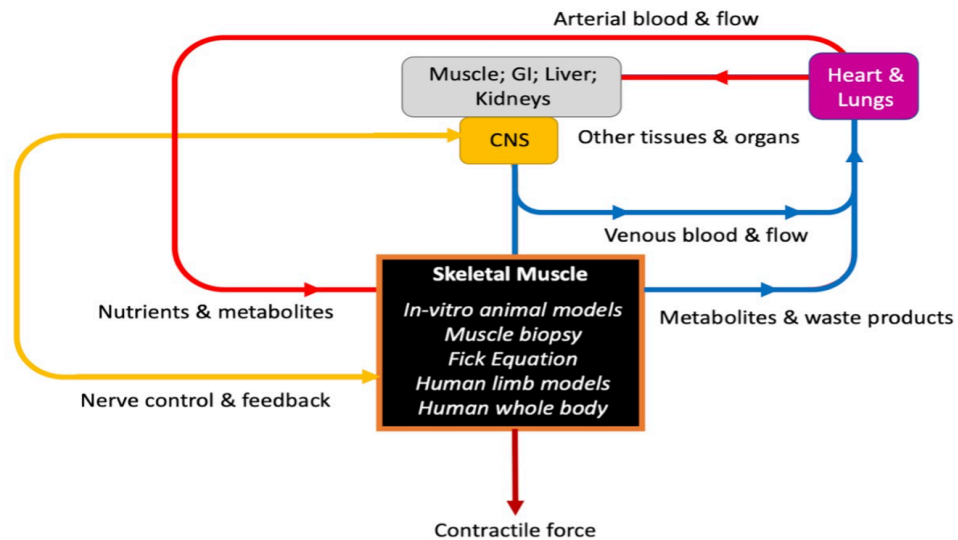 Arterial blood & flow
Muscle; GI; Liver;
Kidneys
Heart &
Lungs
CNS
Other tissues & organs
Venous blood & flow
Skeletal Muscle
In-vitro animal models
Muscle biopsy
Fick Equation
Human limb models
Human whole body
Nutrients & metabolites
Metabolites & waste products
Nerve control & feedback
Contractile force